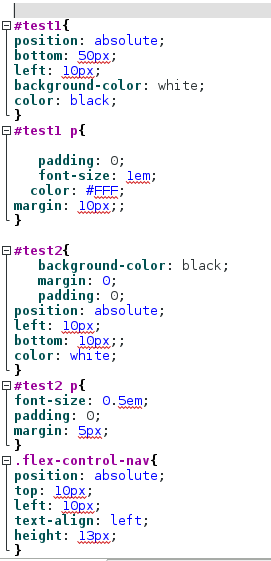 #test1{
position: absolute;
bottom: 50px;
left: 10px;
background-color: white;
color: black;
}
#test1 p{
padding: 0;
font-size: 1em;
color: #FFF;
margin: 10px;;
}
#test2{
background-color: black;
margin: 0;
padding: 0;
position: absolute;
left: 10px;
bottom: 10px;;
color: white;
}
#test2 p{
font-size: 0.5em;
padding: 0;
margin: 5px;
}
.flex-control-nav{
position: absolute;
top: 10px;
left: 10px;
text-align: left;
height: 13px;
}